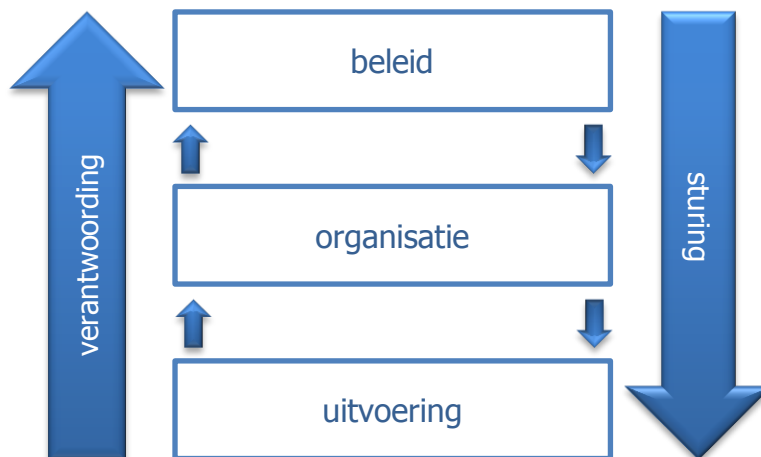 beleid
verantwoording
organisatie
sturing
uitvoering